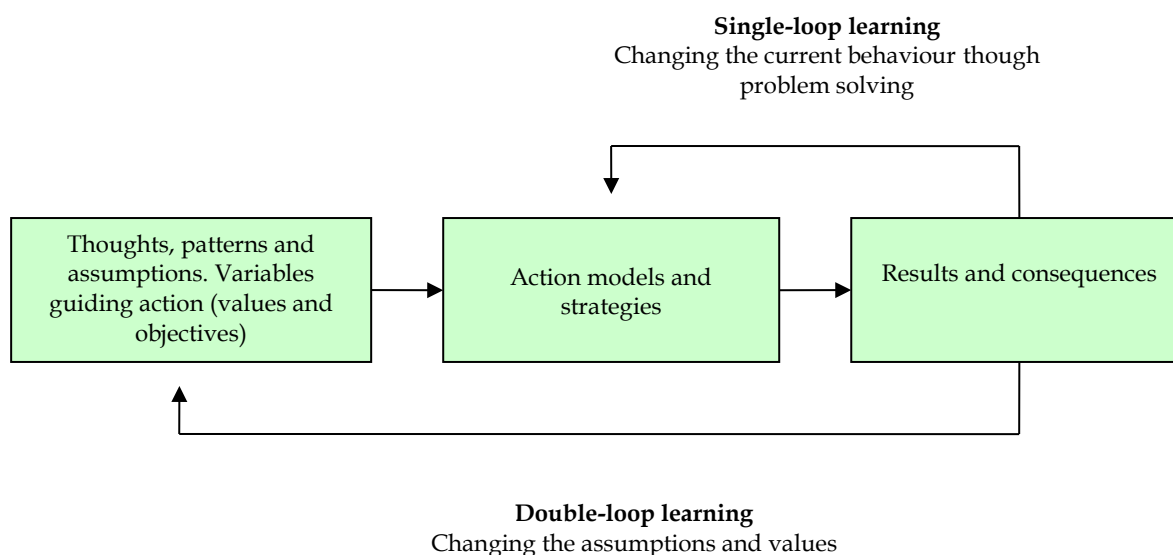 Single-loop learning
Changing the current behaviour though
problem solving
Thoughts, patterns and
assumptions. Variables
guiding action (values and
objectives)
Action models and
strategies
Results and consequences
Double-loop learning
Changing the assumptions and values